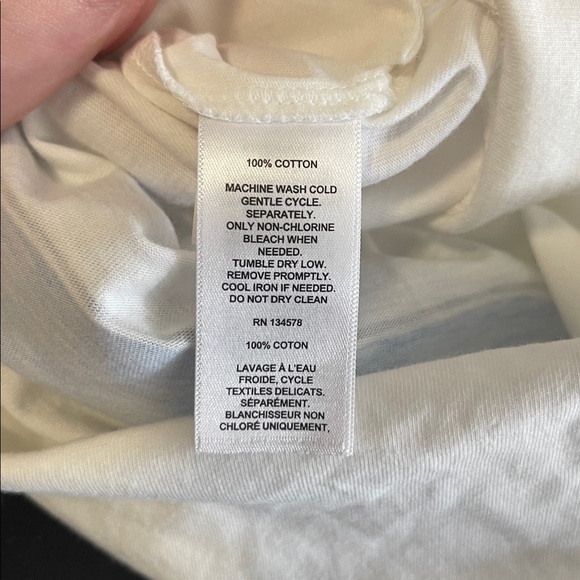 100% COTTON
MACHINE WASH COLD
GENTLE CYCLE.
SEPARATELY.
ONLY NON-CHLORINE
BLEACH WHEN
NEEDED.
TUMBLE DRY LOW.
REMOVE PROMPTLY.
COOL IRON IF NEEDED.
DO NOT DRY CLEAN
RN 134578
100% COTON
LAVAGE À L'EAU
FROIDE, CYCLE
TEXTILES DELICATS.
SÉPARÉMENT.
BLANCHISSEUR NON
CHLORÉ UNIQUEMENT,